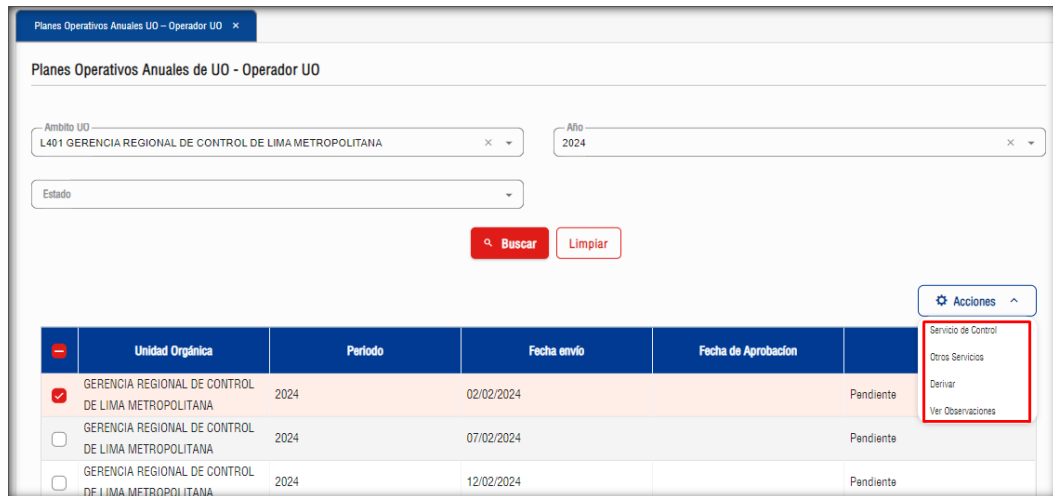 Planes Operativos Anuales UO – Operador UO ×
Planes Operativos Anuales de UO - Operador UO
Ambito UO
L401 GERENCIA REGIONAL DE CONTROL DE LIMA METROPOLITANA
Año
2024
Estado
Buscar
Limpiar
Acciones
Servicio de Control
Otros Servicios
Derivar
Ver Observaciones
Unidad Orgánica Periodo Fecha envío Fecha de Aprobacíon
GERENCIA REGIONAL DE CONTROL
DE LIMA METROPOLITANA
2024 02/02/2024 Pendiente
GERENCIA REGIONAL DE CONTROL
DE LIMA METROPOLITANA
2024 07/02/2024 Pendiente
GERENCIA REGIONAL DE CONTROL
DE LIMA METROPOLITANA
2024 12/02/2024 Pendiente